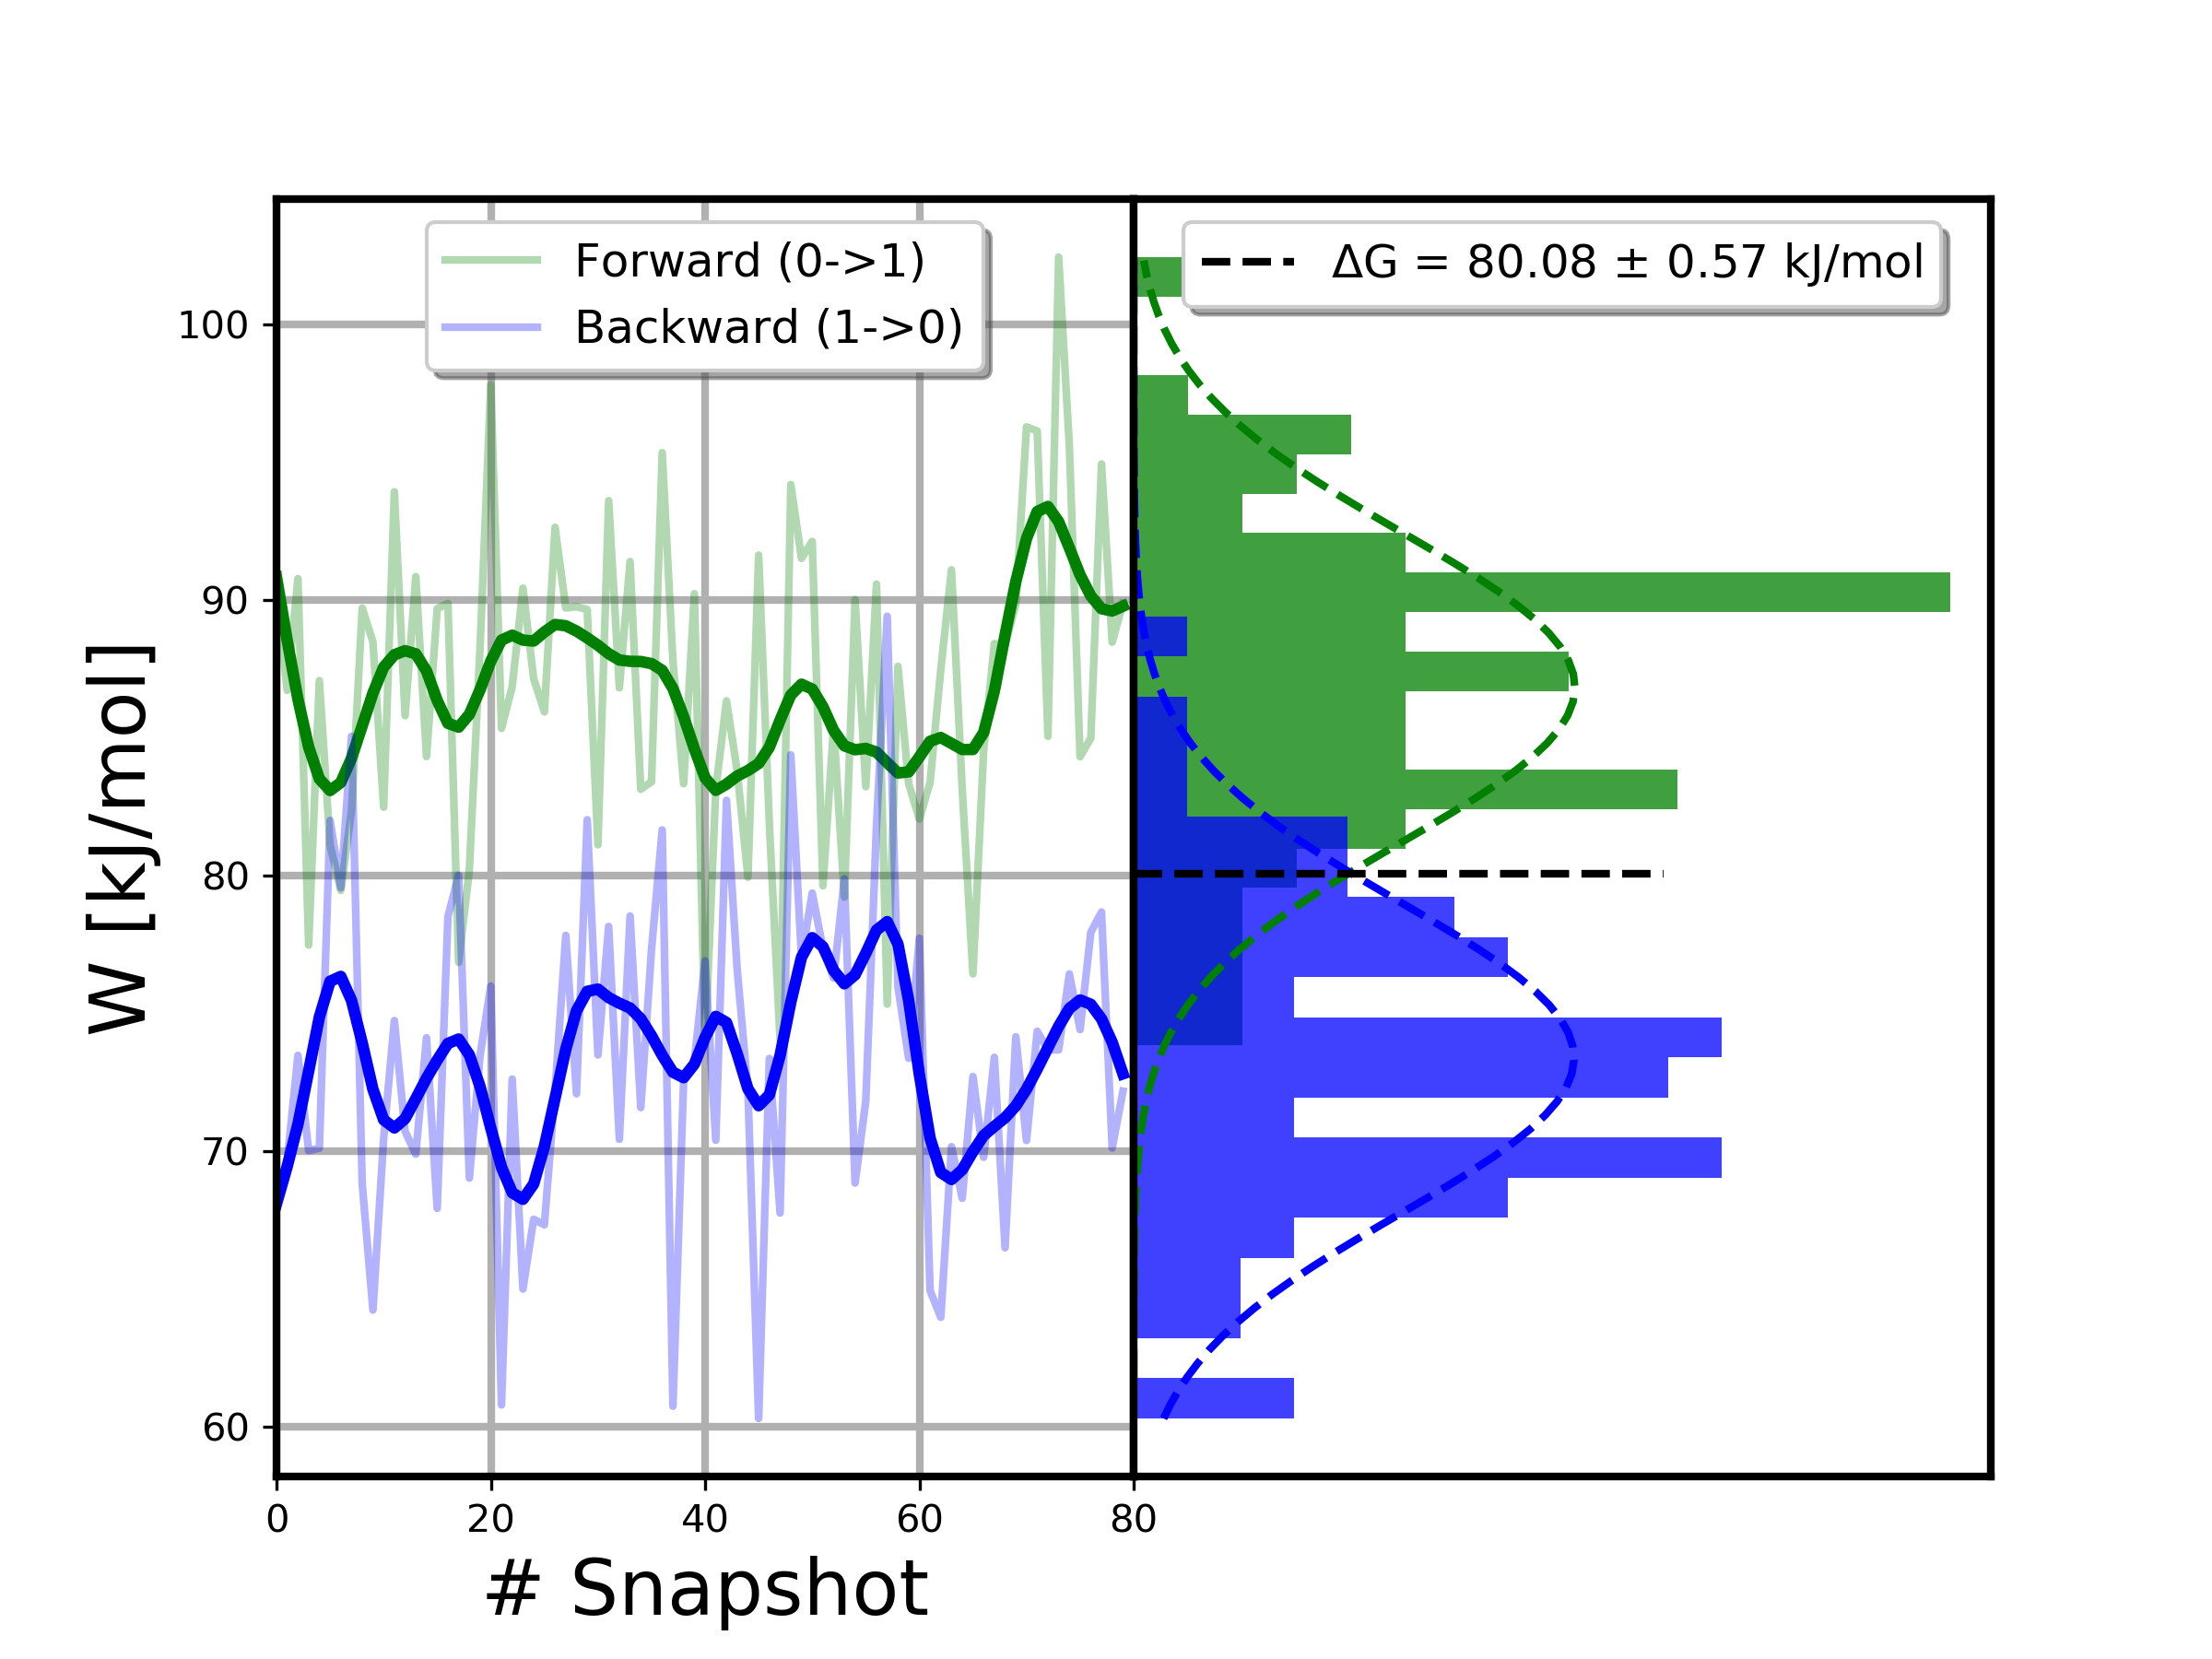 Forward (0->1)
Backward (1->0)
ΔG = 80.08 ± 0.57 kJ/mol
W [kJ/mol]
100
90
80
70
60
0 20 40 60 80
# Snapshot